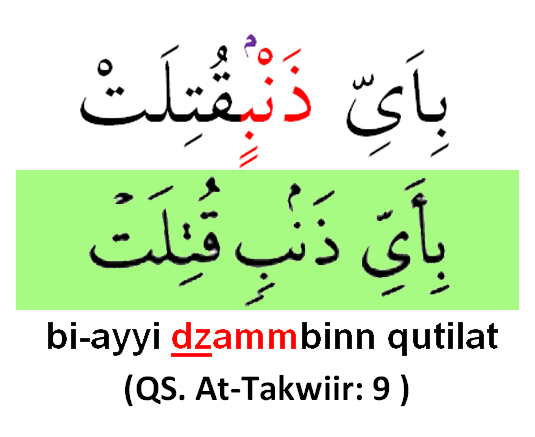 بِاَيِّ ذَنْۢبٍقُتِلَتْ
بِأَيِّ ذَنۢبٖ قُتِلَتۡ
bi-ayyi dzammbinn qutilat
(QS. At-Takwiir: 9 )